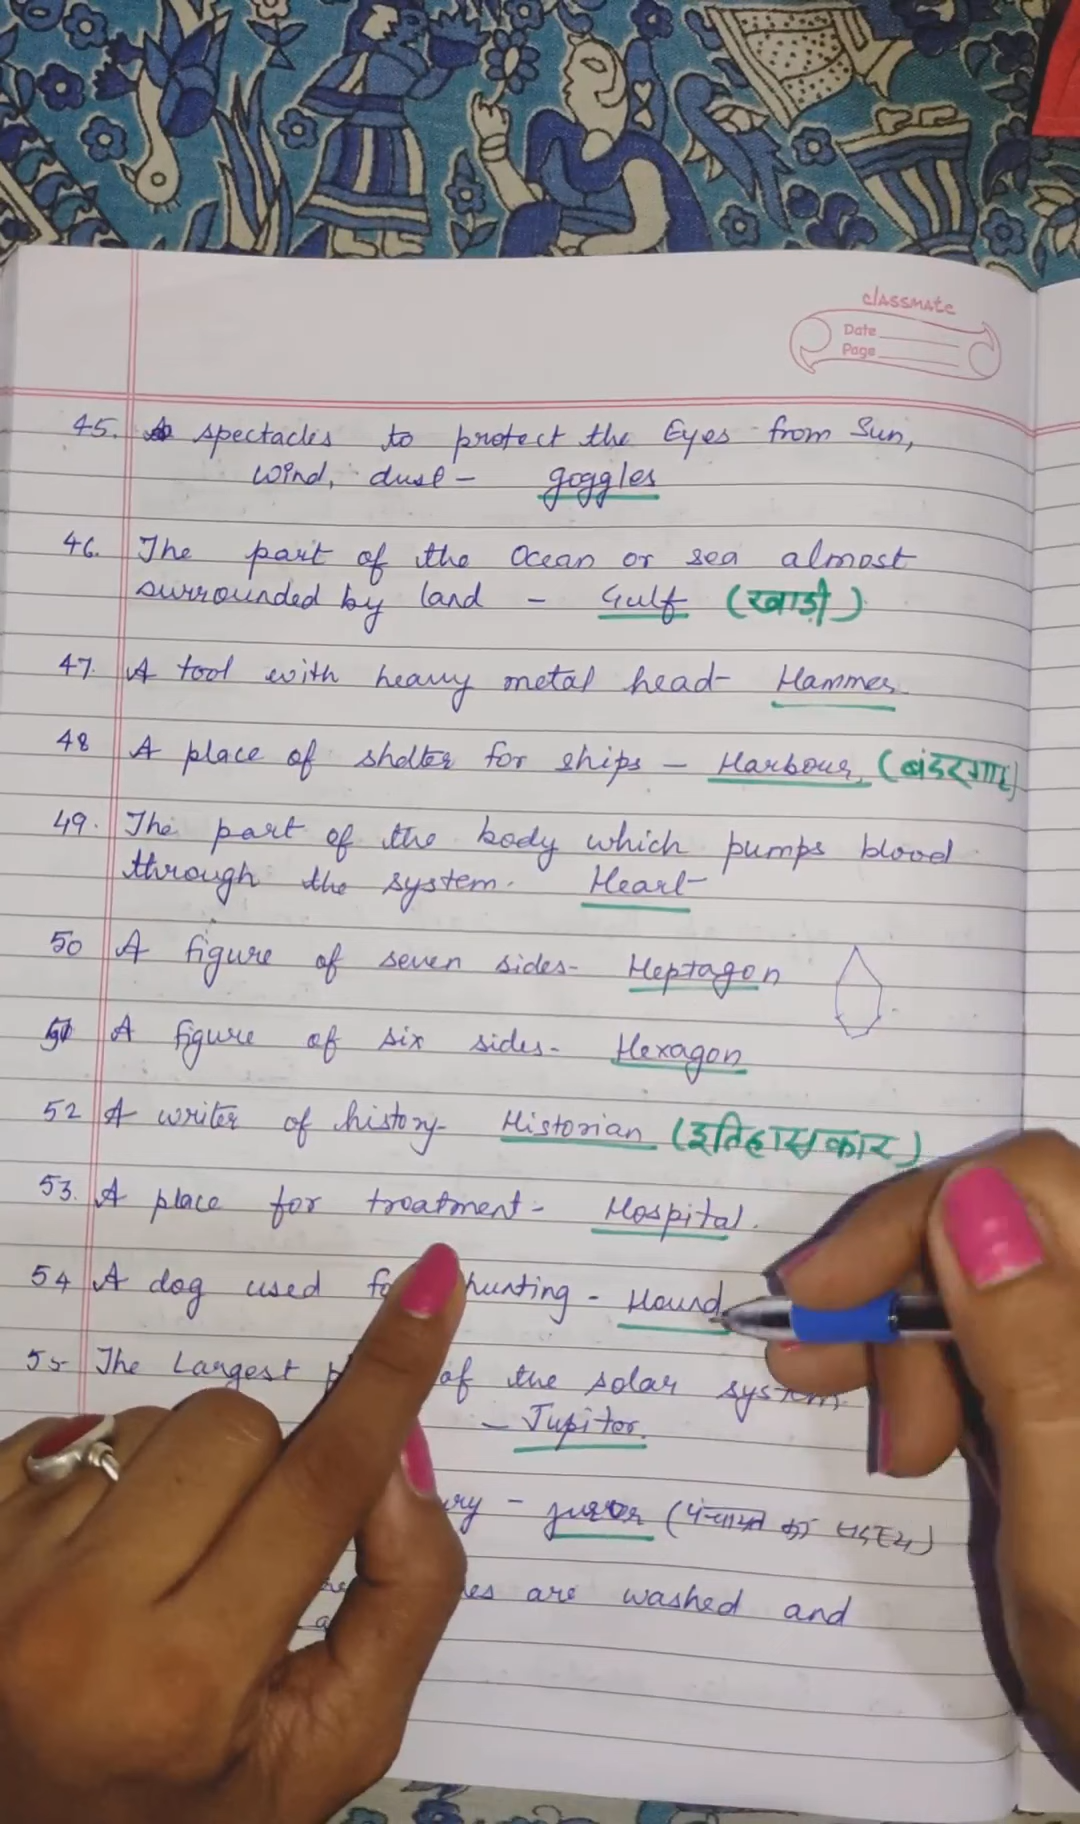 classmate
Date
Page
45. spectacles to protect the Eyes from Sun,
wind, dust - goggles
46. The part of the Ocean or sea almost
surrounded by land - Gulf (खाड़ी)
47. A tool with heavy metal head- Hammer
48 A place of shelter for ships - Harbour (बंदरगाह)
49. The part of the body which pumps blood
through the system. Heart
50 A figure of seven sides- Heptagon
51 A figure of six sides- Hexagon
52 A writer of history- Historian (इतिहासकार)
53. A place for treatment- Hospital.
54 A dog used hunting - Hound
55 The Largest of the solar system
- Jupitor.
- juror का सदस्य)
are washed and